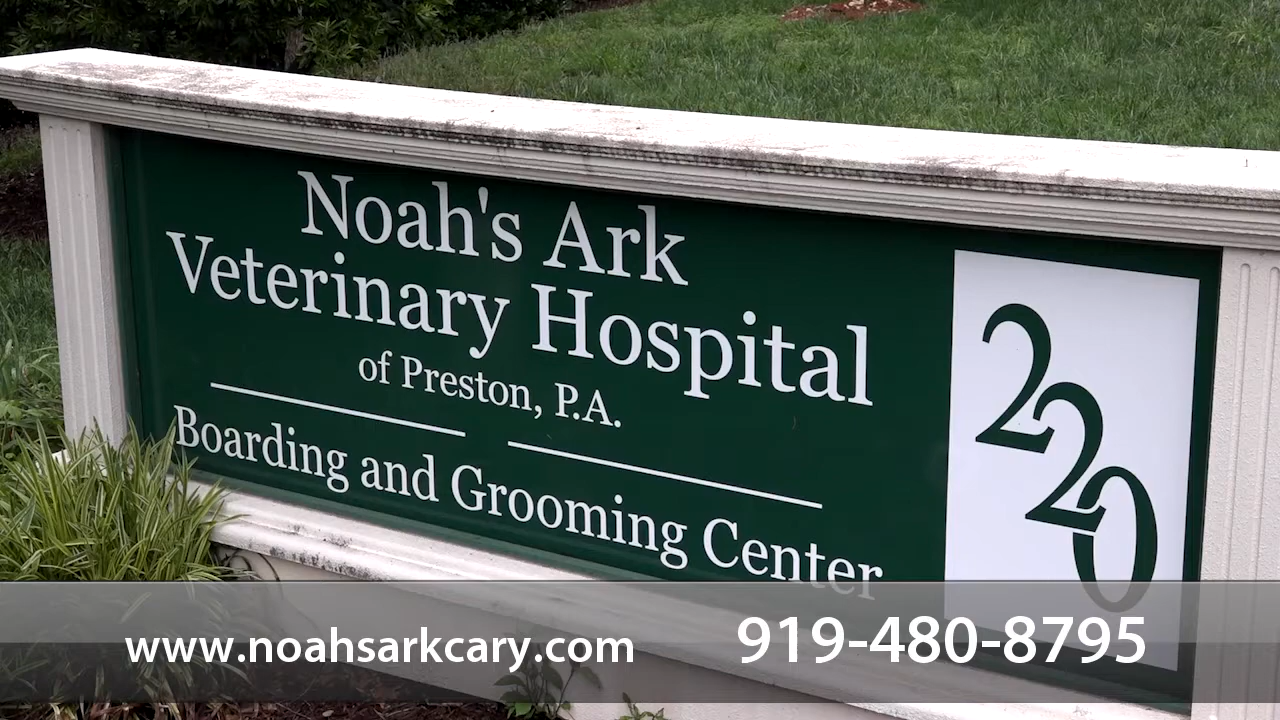 Noah's Ark
Veterinary Hospital
of Preston, P.A.
Boarding and Grooming Center
220
www.noahsarkcary.com
919-480-8795